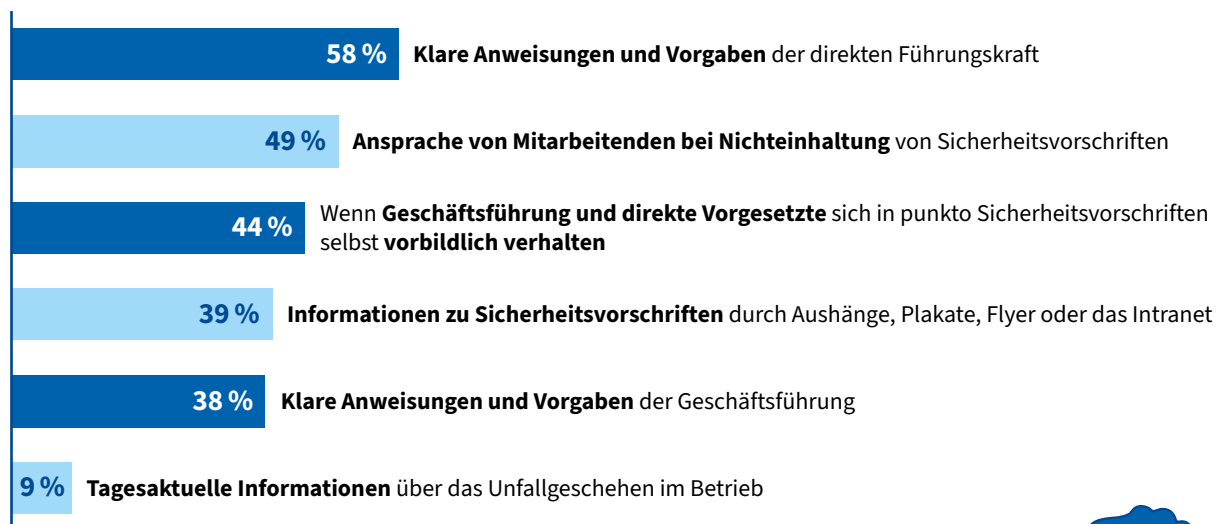 58 % Klare Anweisungen und Vorgaben der direkten Führungskraft
49 % Ansprache von Mitarbeitenden bei Nichteinhaltung von Sicherheitsvorschriften
44 % Wenn Geschäftsführung und direkte Vorgesetzte sich in punkto Sicherheitsvorschriften
selbst vorbildlich verhalten
39 % Informationen zu Sicherheitsvorschriften durch Aushänge, Plakate, Flyer oder das Intranet
38 % Klare Anweisungen und Vorgaben der Geschäftsführung
9 % Tagesaktuelle Informationen über das Unfallgeschehen im Betrieb